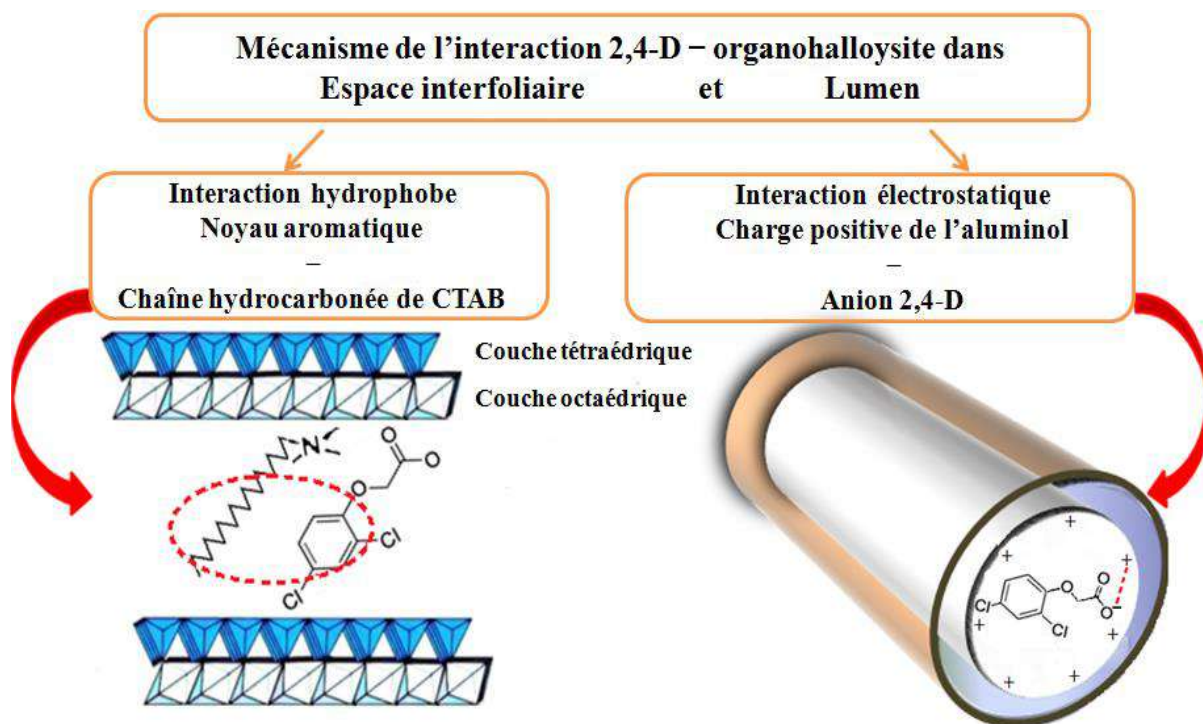 Mécanisme de l’interaction 2,4-D – organohalloysite dans
Espace interfoliaire et Lumen
Interaction hydrophobe
Noyau aromatique
–
Chaîne hydrocarbonée de CTAB
Interaction électrostatique
Charge positive de l’aluminol
–
Anion 2,4-D
Couche tétraédrique
Couche octaédrique
N
O
O
O
Cl
Cl
+
+
+
+
+
+
+
O
O
O-
Cl
Cl